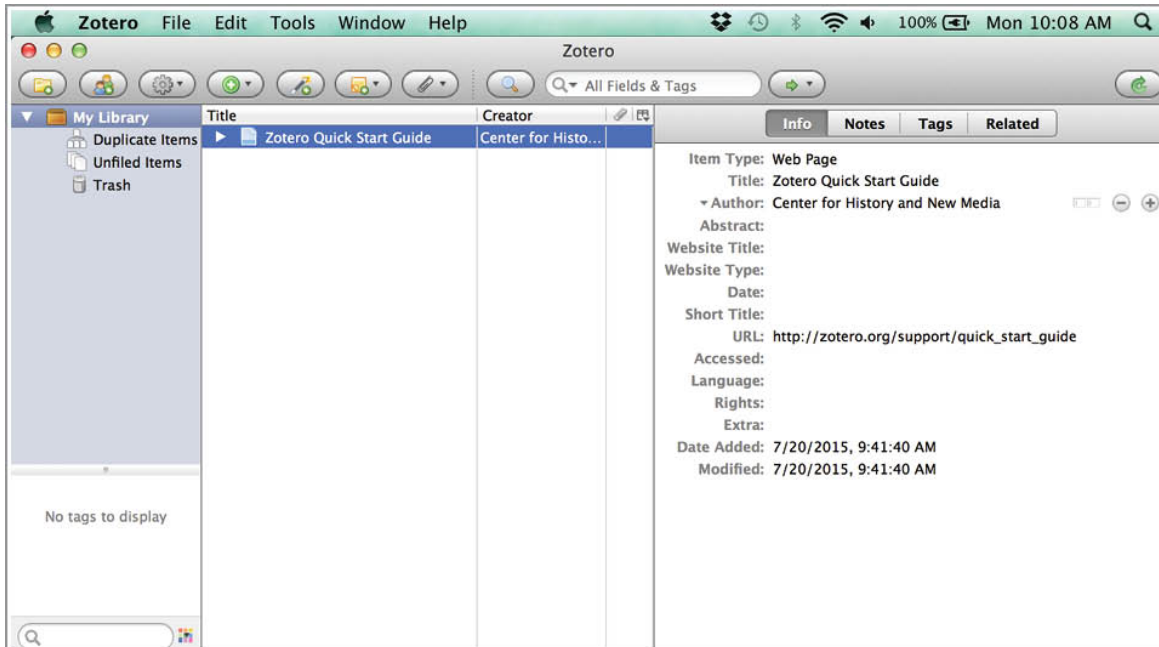 Zotero File Edit Tools Window Help 100% Mon 10:08 AM
Zotero
All Fields & Tags
My Library
Duplicate Items
Unfiled Items
Trash
No tags to display
Title Creator
Zotero Quick Start Guide Center for Histo...
Info Notes Tags Related
Item Type: Web Page
Title: Zotero Quick Start Guide
Author: Center for History and New Media
Abstract:
Website Title:
Website Type:
Date:
Short Title:
URL: http://zotero.org/support/quick_start_guide
Accessed:
Language:
Rights:
Extra:
Date Added: 7/20/2015, 9:41:40 AM
Modified: 7/20/2015, 9:41:40 AM